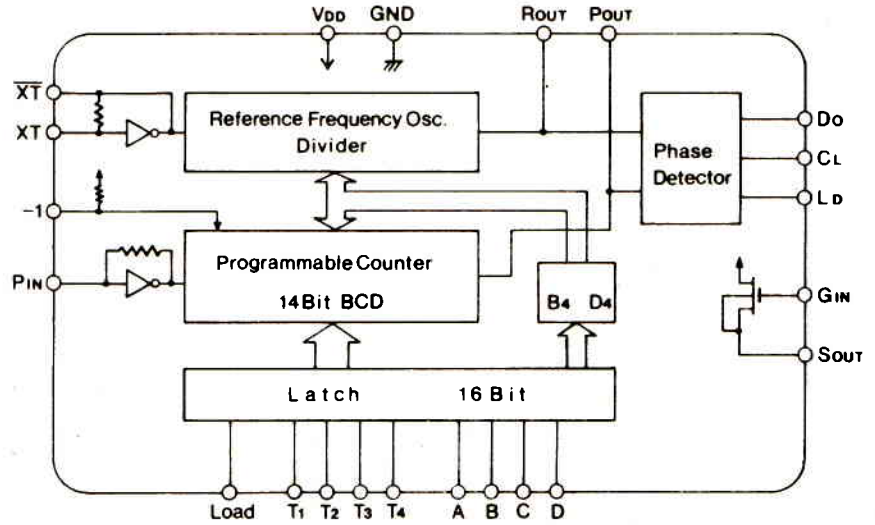 VDD GND ROUT POUT
XT
XT
-1
PIN
Reference Frequency Osc.
Divider
Programmable Counter
14Bit BCD
B4 D4
Phase
Detector
DO
CL
LD
GIN
SOUT
Latch 16 Bit
Load T1 T2 T3 T4 A B C D